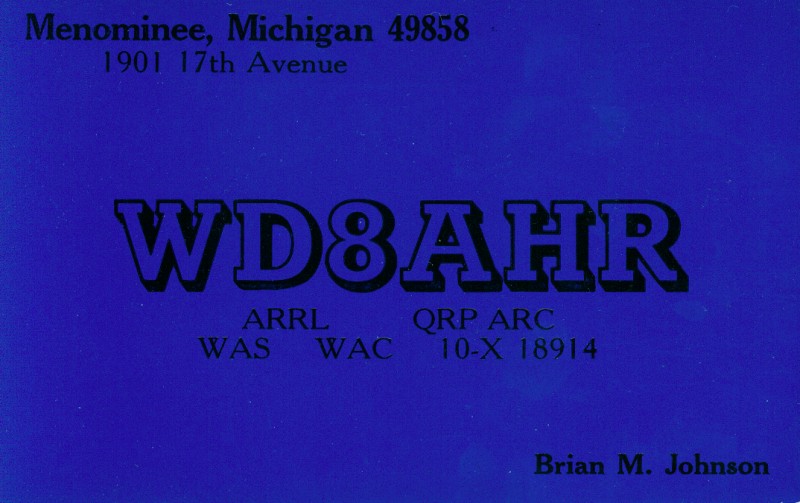 Menominee, Michigan 49858
1901 17th Avenue
WD8AHR
ARRL QRP ARC
WAS WAC 10-X 18914
Brian M. Johnson